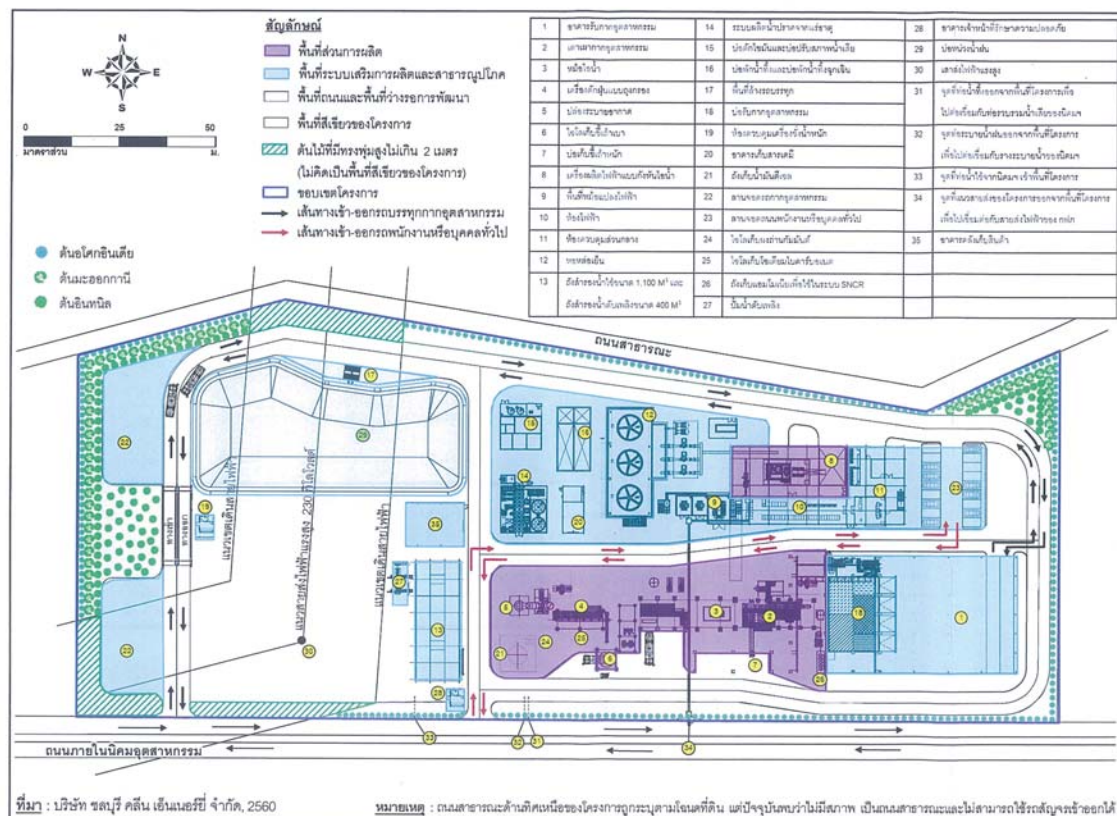 N
W E
S
0 25 50
มาตราส่วน ม.
สัญลักษณ์
พื้นที่ส่วนการผลิต
พื้นที่ระบบเสริมการผลิตและสาธารณูปโภค
พื้นที่ถนนและพื้นที่ว่างรอการพัฒนา
พื้นที่สีเขียวของโครงการ
ต้นไม้ที่มีทรงพุ่มสูงไม่เกิน 2 เมตร
(ไม่คิดเป็นพื้นที่สีเขียวของโครงการ)
ขอบเขตโครงการ
เส้นทางเข้า-ออกรถบรรทุกกากอุตสาหกรรม
เส้นทางเข้า-ออกรถพนักงานหรือบุคคลทั่วไป
ต้นอโศกอินเดีย
ต้นมะฮอกกานี
ต้นอินทนิล
1 อาคารรับกากอุตสาหกรรม
2 เตาเผากากอุตสาหกรรม
3 หม้อไอน้ำ
4 เครื่องดักฝุ่นแบบถุงกรอง
5 ปล่องระบายอากาศ
6 ไซโลเก็บขี้เถ้าเบา
7 บ่อเก็บขี้เถ้าหนัก
8 เครื่องผลิตไฟฟ้าแบบกังหันไอน้ำ
9 พื้นที่หม้อแปลงไฟฟ้า
10 ห้องไฟฟ้า
11 ห้องควบคุมส่วนกลาง
12 หอหล่อเย็น
13 ถังสำรองน้ำใช้ขนาด 1,100 M³ และ
ถังสำรองน้ำดับเพลิงขนาด 400 M³
14 ระบบผลิตน้ำปราศจากแร่ธาตุ
15 บ่อดักไขมันและบ่อปรับสภาพน้ำเสีย
16 บ่อพักน้ำทิ้งและบ่อพักน้ำทิ้งฉุกเฉิน
17 พื้นที่ล้างรถบรรทุก
18 บ่อรับกากอุตสาหกรรม
19 ห้องควบคุมเครื่องชั่งน้ำหนัก
20 อาคารเก็บสารเคมี
21 ถังเก็บน้ำมันดีเซล
22 ลานจอดรถกากอุตสาหกรรม
23 ลานจอดรถพนักงานหรือบุคคลทั่วไป
24 ไซโลเก็บผงถ่านกัมมันต์
25 ไซโลเก็บโซเดียมไบคาร์บอเนต
26 ถังเก็บแอมโมเนียเพื่อใช้ในระบบ SNCR
27 ปั๊มน้ำดับเพลิง
28 อาคารเจ้าหน้าที่รักษาความปลอดภัย
29 บ่อหน่วงน้ำฝน
30 เสาส่งไฟฟ้าแรงสูง
31 จุดที่ท่อน้ำทิ้งออกจากพื้นที่โครงการเพื่อ
ไปต่อเชื่อมกับท่อรวบรวมน้ำเสียของนิคมฯ
32 จุดท่อระบายน้ำฝนออกจากพื้นที่โครงการ
เพื่อไปต่อเชื่อมกับรางระบายน้ำของนิคมฯ
33 จุดที่ท่อน้ำใช้จากนิคมฯ เข้าพื้นที่โครงการ
34 จุดที่แนวสายส่งของโครงการออกจากพื้นที่โครงการ
เพื่อไปเชื่อมต่อกับสายส่งไฟฟ้าของ กฟภ
35 อาคารคลังเก็บสินค้า
ถนนสาธารณะ
แนวเขตเดินสายไฟฟ้า
แนวสายส่งไฟฟ้าแรงสูง 230 กิโลโวลต์
แนวเขตเดินสายไฟฟ้า
ทางเข้า
ทางออก
ถนนภายในนิคมอุตสาหกรรม
ที่มา : บริษัท ชลบุรี คลีน เอ็นเนอร์ยี่ จำกัด, 2560
หมายเหตุ : ถนนสาธารณะด้านทิศเหนือของโครงการถูกระบุตามโฉนดที่ดิน แต่ปัจจุบันพบว่าไม่มีสภาพ เป็นถนนสาธารณะและไม่สามารถใช้รถสัญจรเข้าออกได้